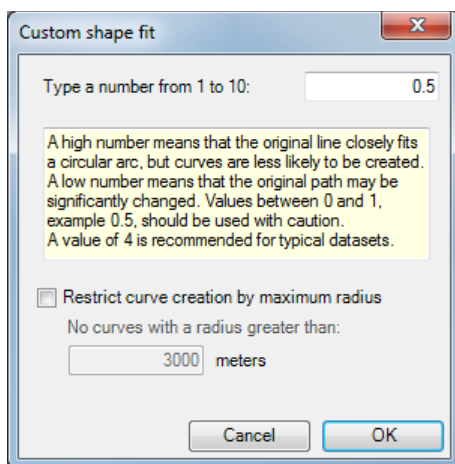 Custom shape fit
Type a number from 1 to 10:	0.5
A high number means that the original line closely fits
a circular arc, but curves are less likely to be created.
A low number means that the original path may be
significantly changed. Values between 0 and 1,
example 0.5, should be used with caution.
A value of 4 is recommended for typical datasets.
Restrict curve creation by maximum radius
No curves with a radius greater than:
3000 meters
Cancel	OK